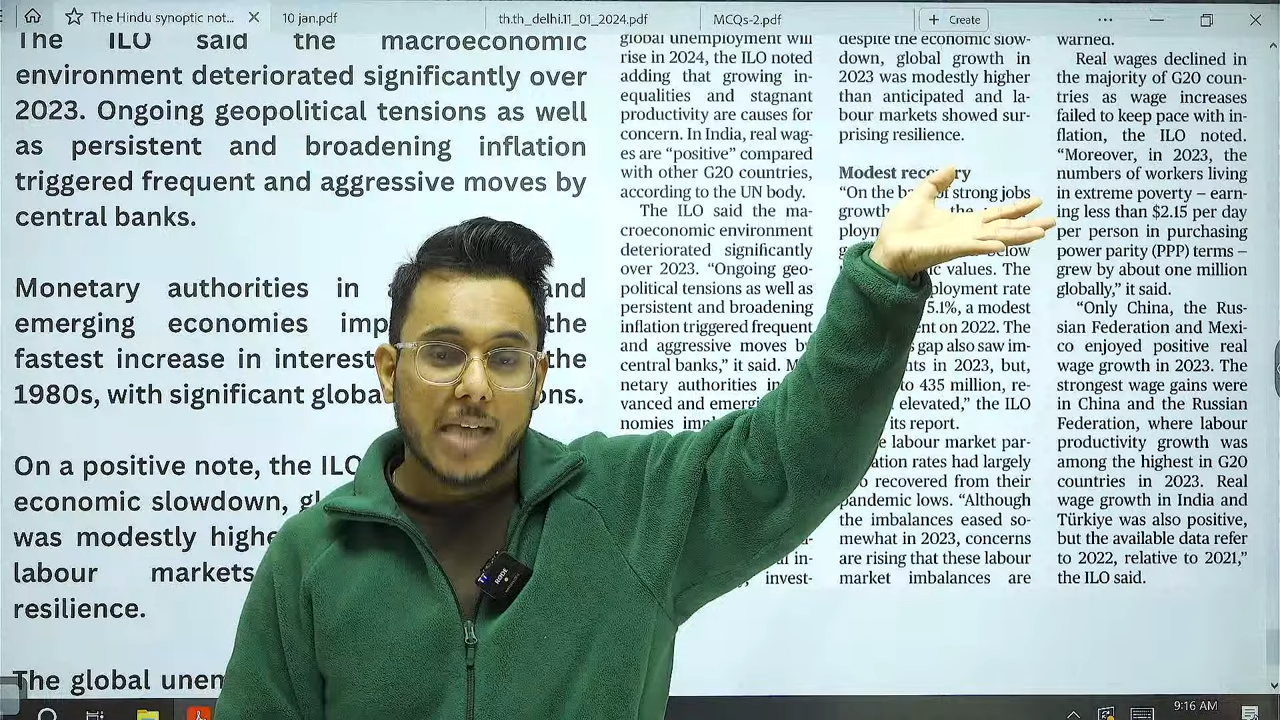 The Hindu synoptic not...
10 jan.pdf
th.th_delhi.11_01_2024.pdf
MCQs-2.pdf
Create
The ILO said the macroeconomic
environment deteriorated significantly over
2023. Ongoing geopolitical tensions as well
as persistent and broadening inflation
triggered frequent and aggressive moves by
central banks.
Monetary authorities in and
emerging economies imp the
fastest increase in interest the
1980s, with significant globa ons.
On a positive note, the ILO
economic slowdown, gl
was modestly highe
labour markets
resilience.
The global unem
global unemployment will
rise in 2024, the ILO noted
adding that growing in-
equalities and stagnant
productivity are causes for
concern. In India, real wag-
es are “positive” compared
with other G20 countries,
according to the UN body.
The ILO said the ma-
croeconomic environment
deteriorated significantly
over 2023. “Ongoing geo-
political tensions as well as
persistent and broadening
inflation triggered frequent
and aggressive moves by
central banks,” it said. M
netary authorities in
vanced and emergi
nomies imp
al in-
invest-
despite the economic slow-
down, global growth in
2023 was modestly higher
than anticipated and la-
bour markets showed sur-
prising resilience.
Modest recovery
“On the ba of strong jobs
growth, the
ploym
g below
ic values. The
ployment rate
5.1%, a modest
ent on 2022. The
gap also saw im-
nts in 2023, but,
to 435 million, re-
elevated,” the ILO
its report.
e labour market par-
ation rates had largely
o recovered from their
pandemic lows. “Although
the imbalances eased so-
mewhat in 2023, concerns
are rising that these labour
market imbalances are
warned.
Real wages declined in
the majority of G20 coun-
tries as wage increases
failed to keep pace with in-
flation, the ILO noted.
“Moreover, in 2023, the
numbers of workers living
in extreme poverty – earn-
ing less than $2.15 per day
per person in purchasing
power parity (PPP) terms –
grew by about one million
globally,” it said.
“Only China, the Rus-
sian Federation and Mexi-
co enjoyed positive real
wage growth in 2023. The
strongest wage gains were
in China and the Russian
Federation, where labour
productivity growth was
among the highest in G20
countries in 2023. Real
wage growth in India and
Türkiye was also positive,
but the available data refer
to 2022, relative to 2021,”
the ILO said.
RØDE
9:16 AM